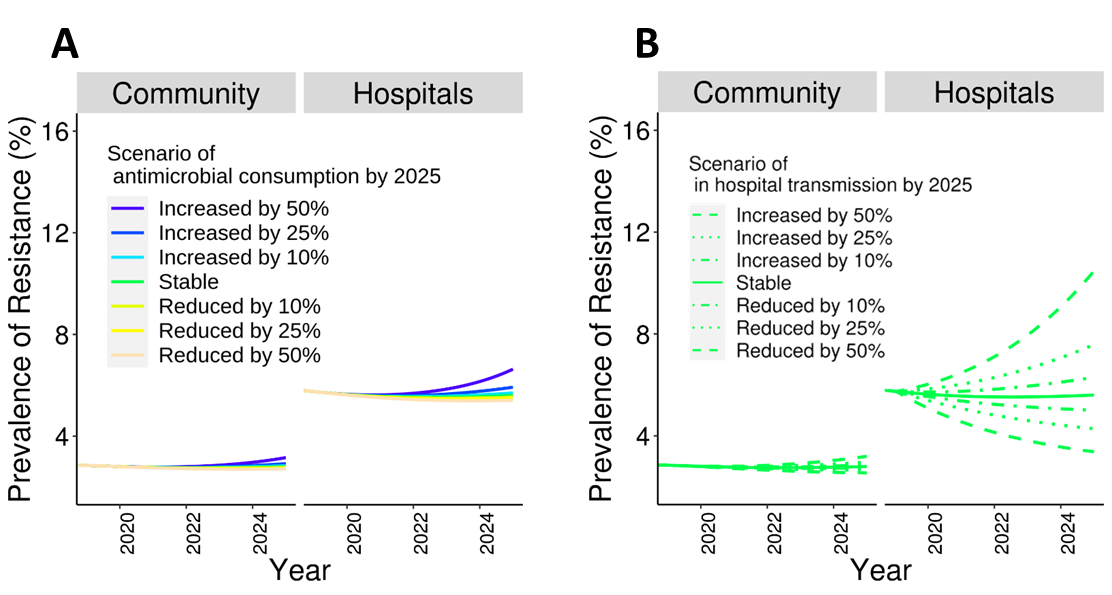 A
Community
Hospitals
Prevalence of Resistance (%)
16
12
8
4
Scenario of
antimicrobial consumption by 2025
Increased by 50%
Increased by 25%
Increased by 10%
Stable
Reduced by 10%
Reduced by 25%
Reduced by 50%
2020
2022
2024
2020
2022
2024
Year
B
Community
Hospitals
Prevalence of Resistance (%)
16
12
8
4
Scenario of
in hospital transmission by 2025
Increased by 50%
Increased by 25%
Increased by 10%
Stable
Reduced by 10%
Reduced by 25%
Reduced by 50%
2020
2022
2024
2020
2022
2024
Year